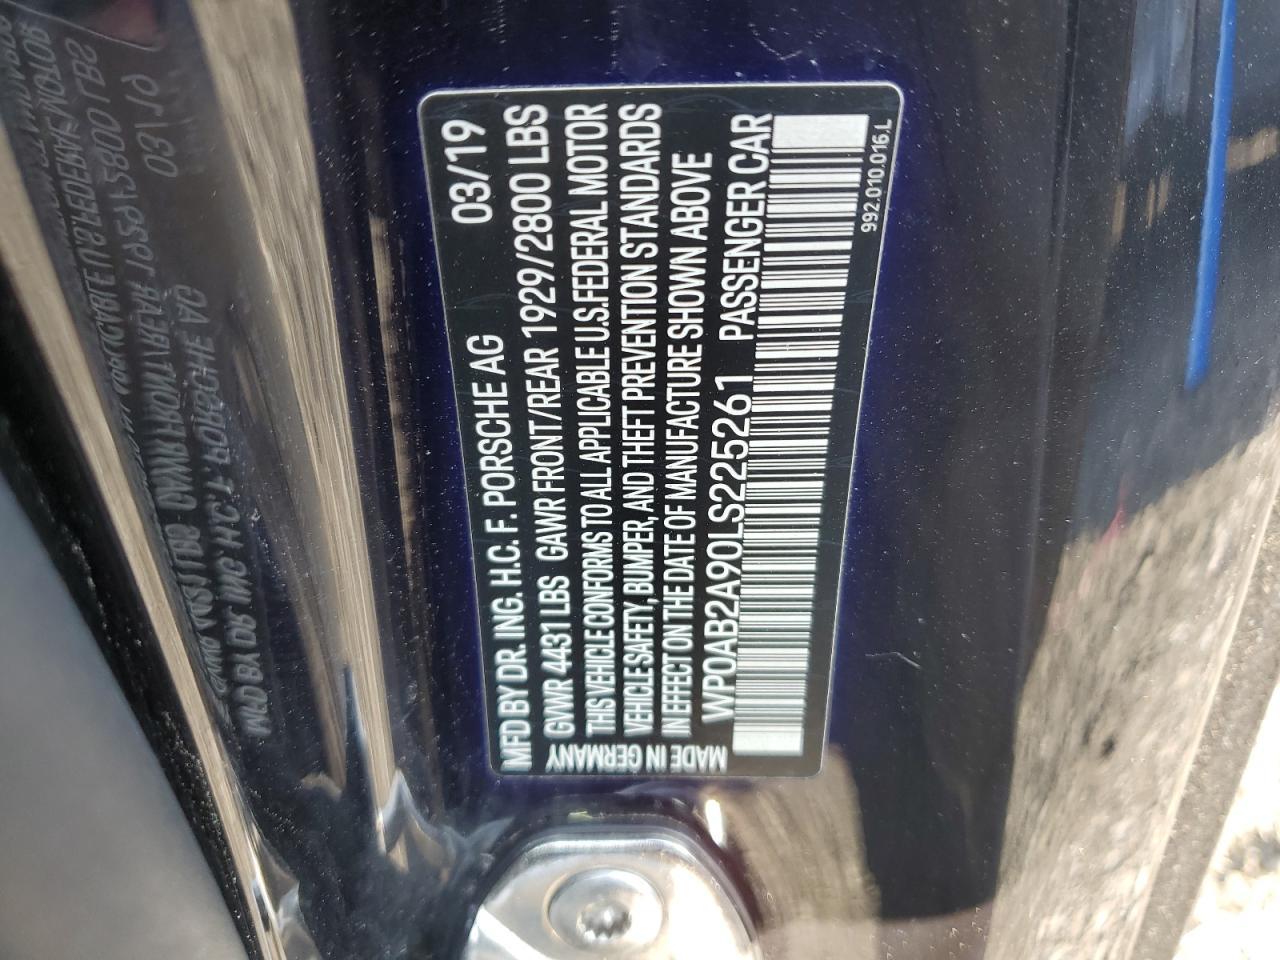 MFD BY DR. ING. H.C. F. PORSCHE AG 03/19
GVWR 4431 LBS GAWR FRONT/REAR 1929/2800 LBS
THIS VEHICLE CONFORMS TO ALL APPLICABLE U.S. FEDERAL MOTOR
VEHICLE SAFETY, BUMPER, AND THEFT PREVENTION STANDARDS
IN EFFECT ON THE DATE OF MANUFACTURE SHOWN ABOVE
WP0AB2A90LS225261 PASSENGER CAR
MADE IN GERMANY
992.010.016.L